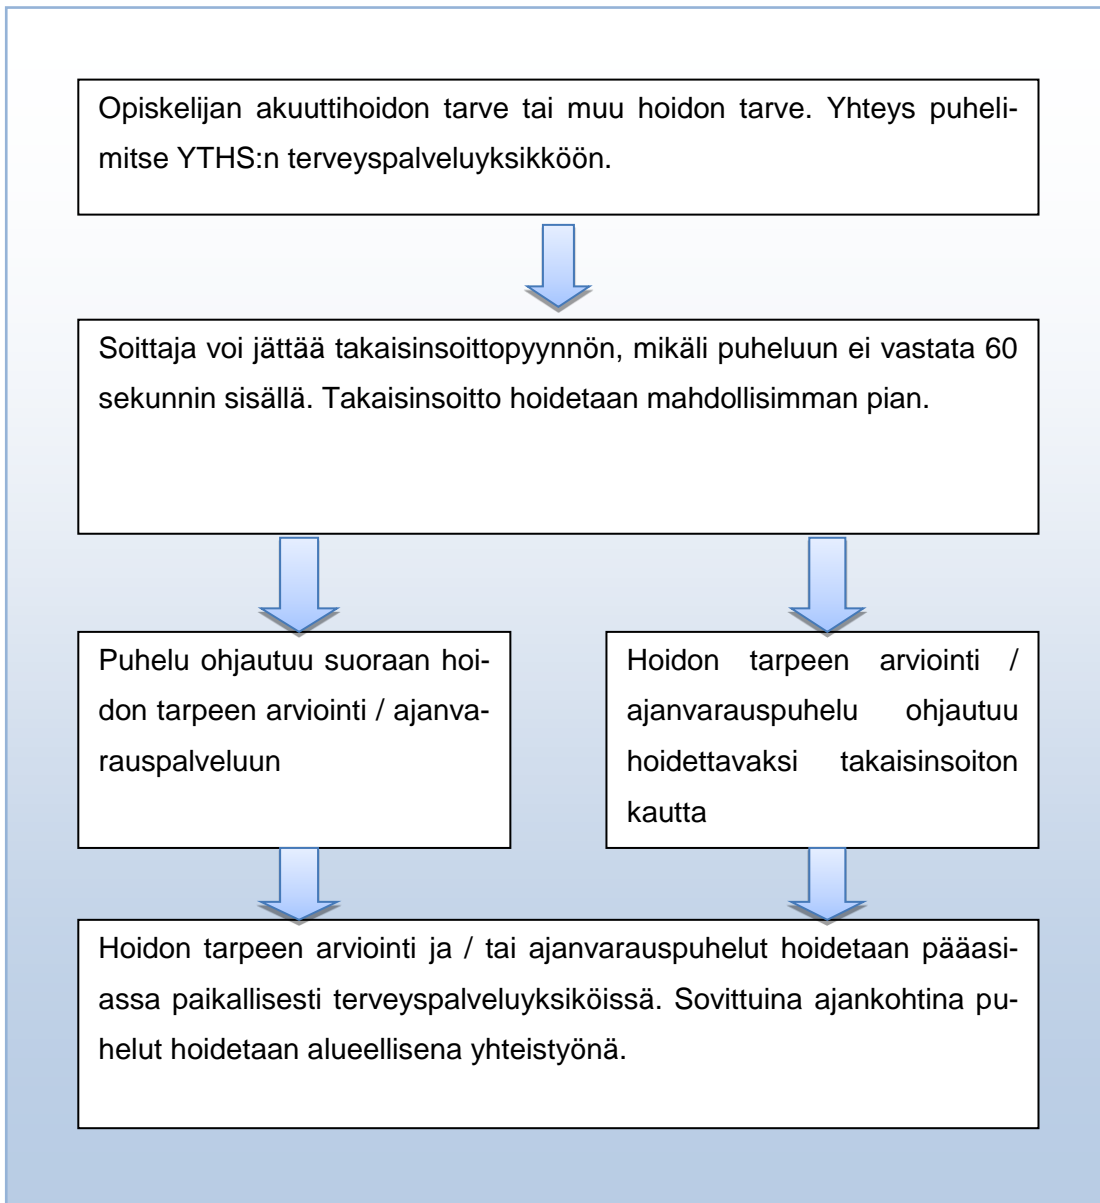 Opiskelijan akuuttihoidon tarve tai muu hoidon tarve. Yhteys puheli-
mitse YTHS:n terveyspalveluyksikköön.
Soittaja voi jättää takaisinsoittopyynnön, mikäli puheluun ei vastata 60
sekunnin sisällä. Takaisinsoitto hoidetaan mahdollisimman pian.
Puhelu ohjautuu suoraan hoi-
don tarpeen arviointi / ajanva-
rauspalveluun
Hoidon tarpeen arviointi /
ajanvarauspuhelu ohjautuu
hoidettavaksi takaisinsoiton
kautta
Hoidon tarpeen arviointi ja / tai ajanvarauspuhelut hoidetaan pääasi-
assa paikallisesti terveyspalveluyksiköissä. Sovittuina ajankohtina pu-
helut hoidetaan alueellisena yhteistyönä.